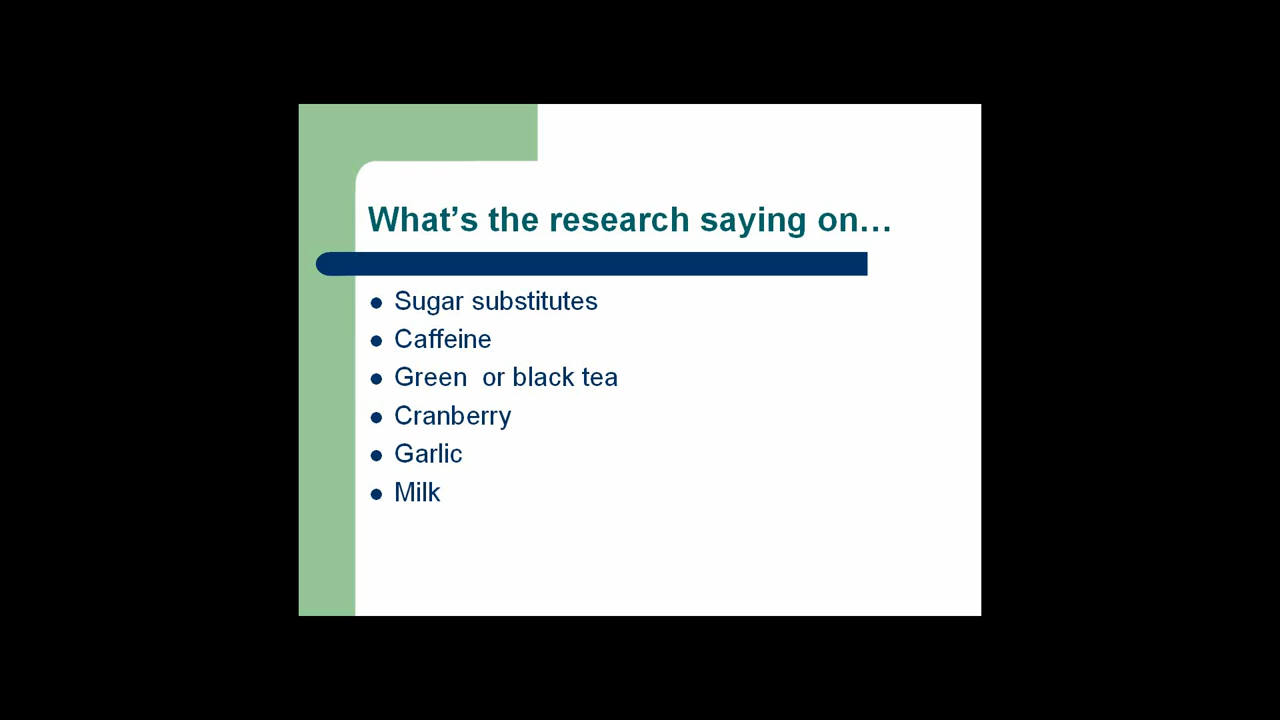 What’s the research saying on…
Sugar substitutes
Caffeine
Green  or black tea
Cranberry
Garlic
Milk